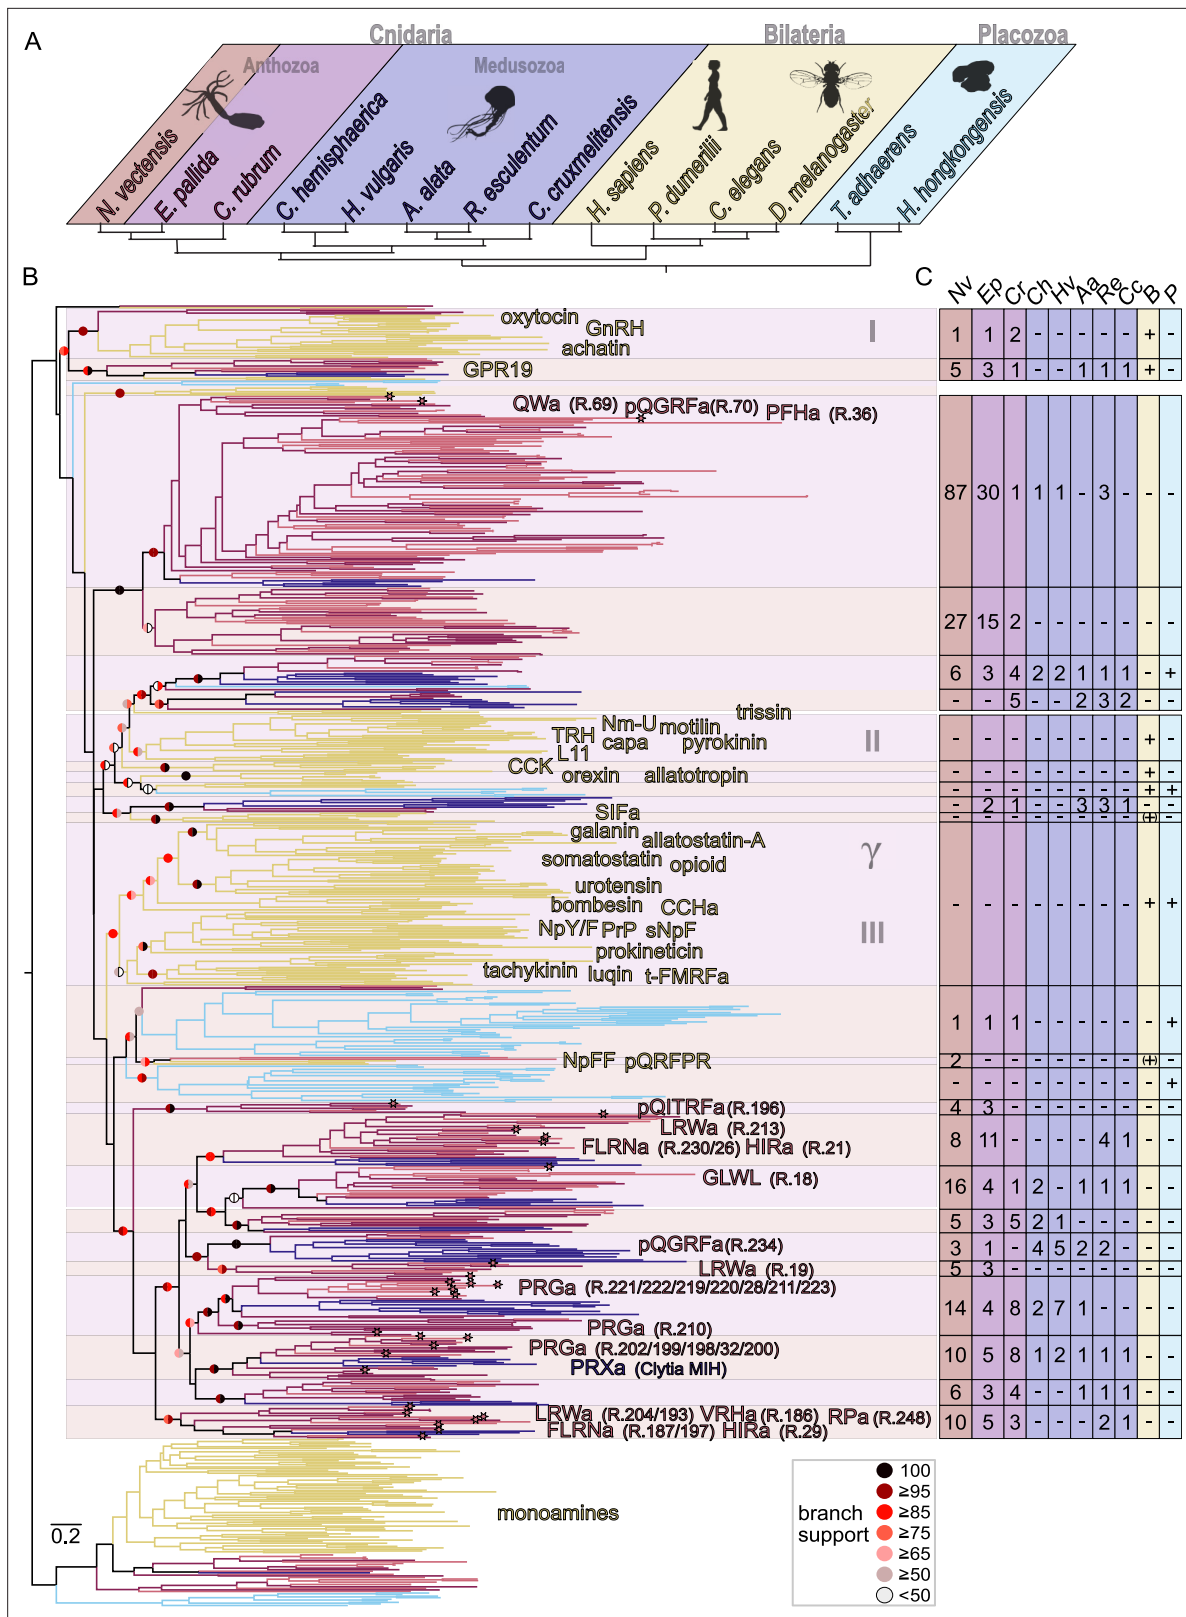 A
Cnidaria
Bilateria
Placozoa
Anthozoa
Medusozoa
N. vectensis
E. pallida
C. rubrum
C. hemisphaerica
H. vulgaris
A. alata
R. esculentum
C. cruxmelitensis
H. sapiens
P. dumerilii
C. elegans
D. melanogaster
T. adhaerens
H. hongkongensis
B
oxytocin
GnRH
achatin
I
GPR19
QWa (R.69) pQGRFa(R.70) PFHa (R.36)
trissin
Nm-U motilin
TRH capa pyrokinin
II
L11
CCK orexin allatotropin
SIFa
galanin allatostatin-A
γ
somatostatin opioid
urotensin
bombesin CCHa
NpY/F PrP sNpF
III
prokineticin
tachykinin luqin t-FMRFa
NpFF pQRFPR
pQITRFa (R.196)
LRWa (R.213)
FLRNa (R.230/26) HIRa (R.21)
GLWL (R.18)
pQGRFa (R.234)
LRWa (R.19)
PRGa (R.221/222/219/220/28/211/223)
PRGa (R.210)
PRGa (R.202/199/198/32/200)
PRXa (Clytia MIH)
LRWa (R.204/193) VRHa (R.186) RPa (R.248)
FLRNa (R.187/197) HIRa (R.29)
monoamines
0.2
branch support
100
≥95
≥85
≥75
≥65
≥50
<50
C
Nv Ep Cr Ch Hv Aa Re Cc B P
1 1 2 - - - - - + -
5 3 1 - - 1 1 1 + -
87 30 1 1 1 - 3 - - -
27 15 2 - - - - - - -
6 3 4 2 2 1 1 1 - +
- - 5 - - 2 3 2 - -
- - - - - - - - + -
- - - - - - - - + -
- - - - - - - - + +
- 2 1 - - 3 3 1 - -
- - - - - - - - (+) -
- - - - - - - - + +
1 1 1 - - - - - - +
2 - - - - - - - (+) -
- - - - - - - - - +
4 3 - - - - - - - -
8 11 - - - - 4 1 - -
16 4 1 2 - 1 1 1 - -
5 3 5 2 1 - - - - -
3 1 - 4 5 2 2 - - -
5 3 - - - - - - - -
14 4 8 2 7 1 - - - -
10 5 8 1 2 1 1 1 - -
6 3 4 - - 1 1 1 - -
10 5 3 - - - 2 1 - -